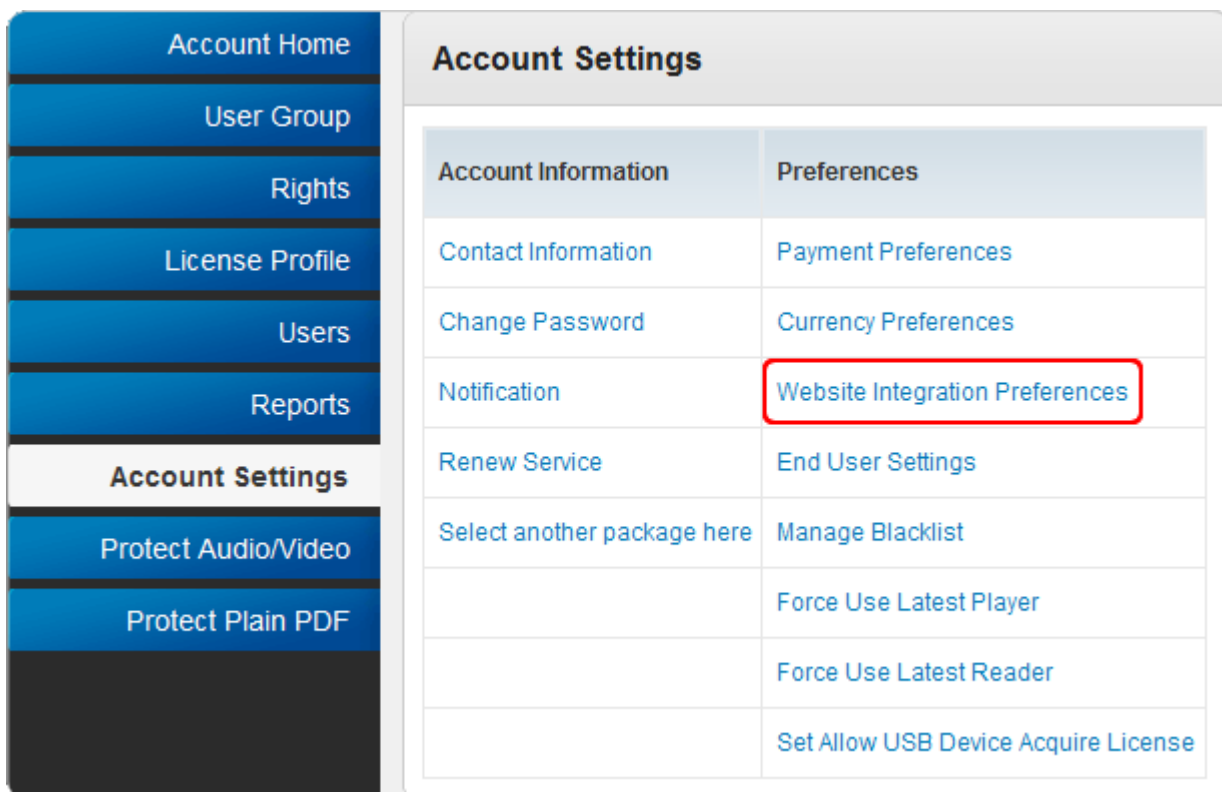 Account Home
User Group
Rights
License Profile
Users
Reports
Account Settings
Protect Audio/Video
Protect Plain PDF
Account Settings
Account Information Preferences
Contact Information Payment Preferences
Change Password Currency Preferences
Notification Website Integration Preferences
Renew Service End User Settings
Select another package here Manage Blacklist
Force Use Latest Player
Force Use Latest Reader
Set Allow USB Device Acquire License